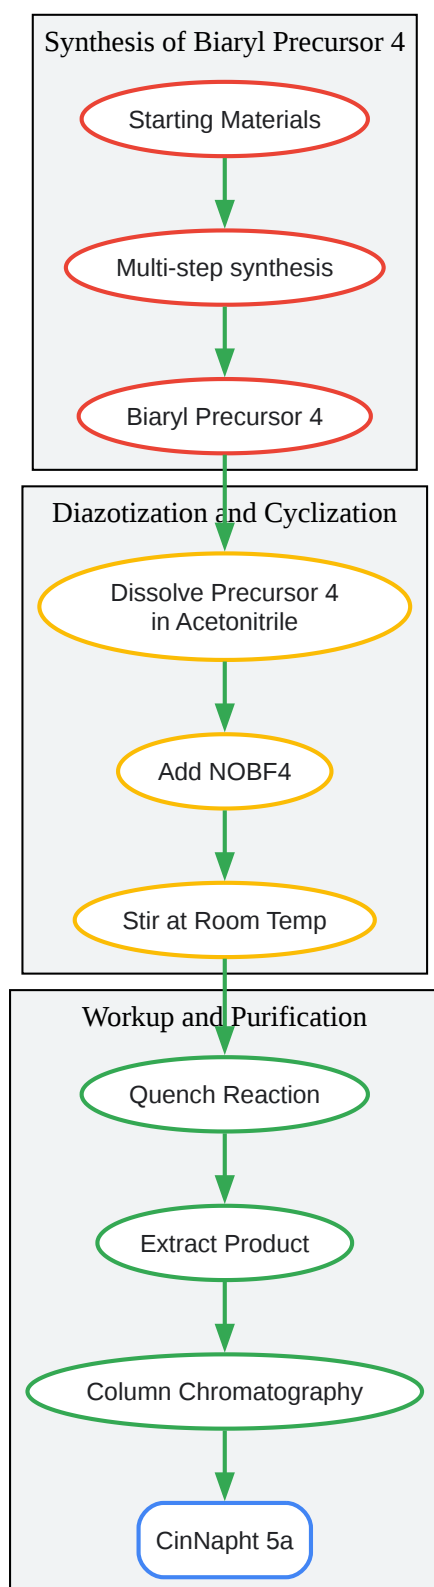 Synthesis of Biaryl Precursor 4
Starting Materials
Multi-step synthesis
Biaryl Precursor 4
Diazotization and Cyclization
Dissolve Precursor 4
in Acetonitrile
Add NOBF4
Stir at Room Temp
Workup and Purification
Quench Reaction
Extract Product
Column Chromatography
CinNapht 5a